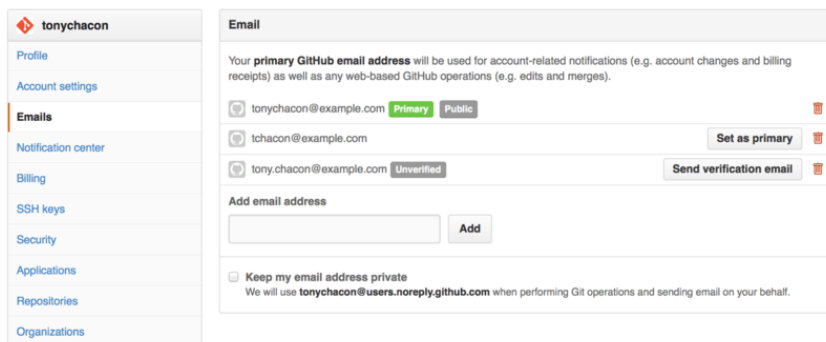 tonychacon
Profile
Account settings
Emails
Notification center
Billing
SSH keys
Security
Applications
Repositories
Organizations
Email
Your primary GitHub email address will be used for account-related notifications (e.g. account changes and billing
receipts) as well as any web-based GitHub operations (e.g. edits and merges).
tonychacon@example.com Primary Public
tchacon@example.com Set as primary
tony.chacon@example.com Unverified Send verification email
Add email address
Add
Keep my email address private
We will use tonychacon@users.noreply.github.com when performing Git operations and sending email on your behalf.